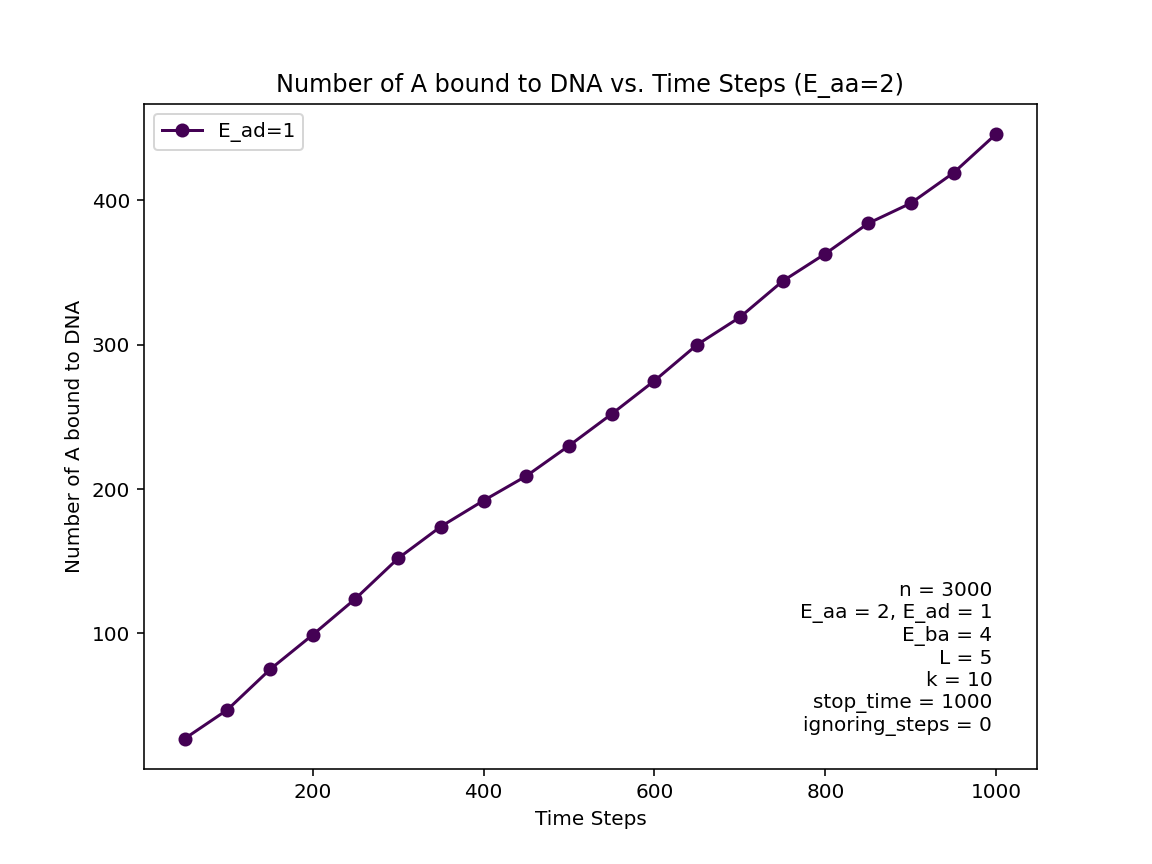 Number of A bound to DNA vs. Time Steps (E_aa=2)
E_ad=1
Number of A bound to DNA
400
300
200
100
n = 3000
E_aa = 2, E_ad = 1
E_ba = 4
L = 5
k = 10
stop_time = 1000
ignoring_steps = 0
200 400 600 800 1000
Time Steps